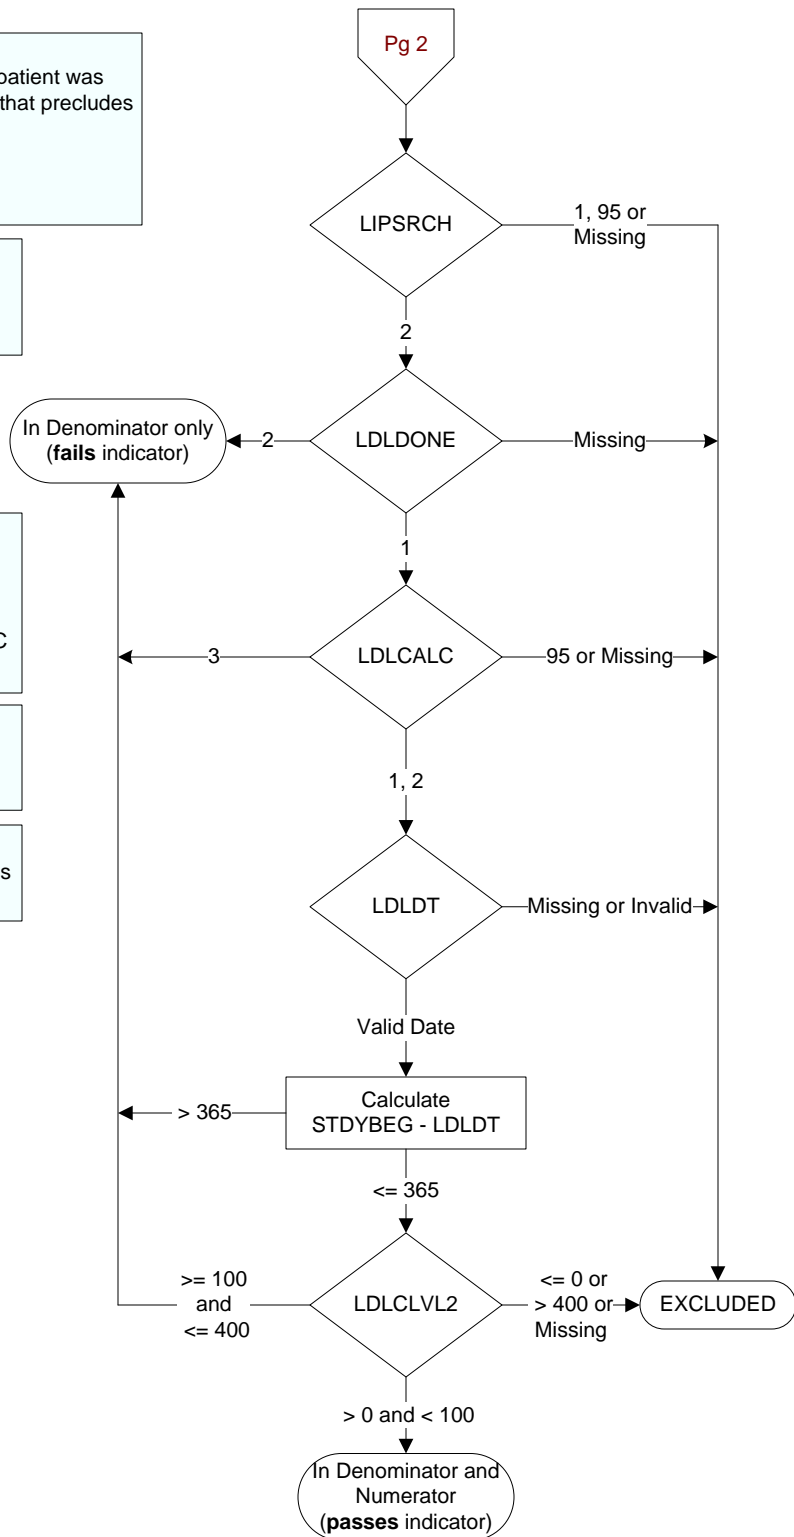 Pg 2
patient was
that precludes
LIPSRCH
1, 95 or
Missing
2
In Denominator only
(fails indicator)
2
LDLDONE
Missing
1
C
3
LDLCALC
95 or Missing
1, 2
s
LDLDT
Missing or Invalid
Valid Date
Calculate
STDYBEG - LDLDT
> 365
<= 365
>= 100
and
<= 400
LDLCLVL2
<= 0 or
> 400 or
Missing
EXCLUDED
> 0 and < 100
In Denominator and
Numerator
(passes indicator)